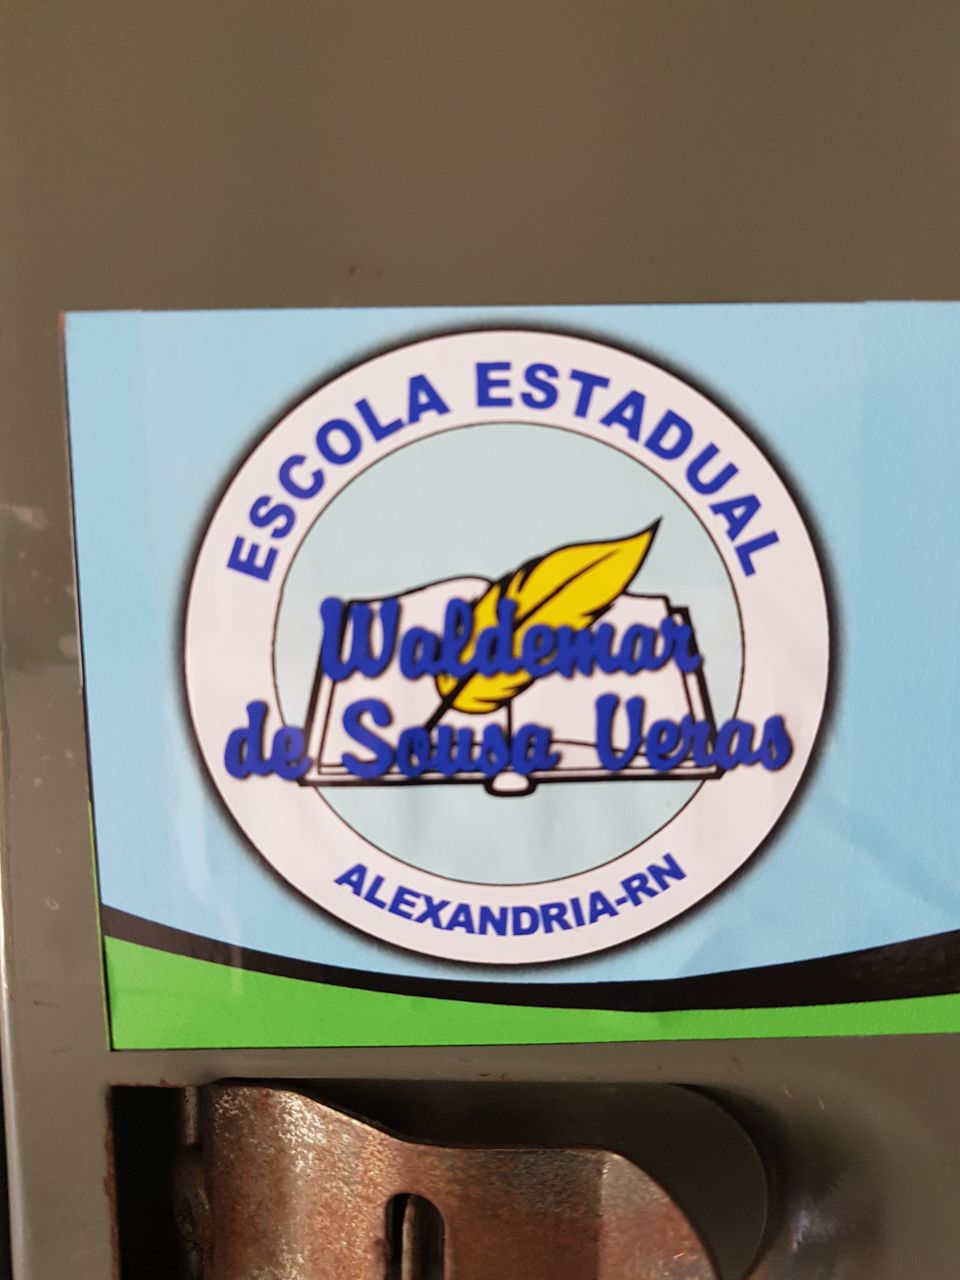 ESCOLA ESTADUAL
Waldemar
de Sousa Veras
ALEXANDRIA-RN